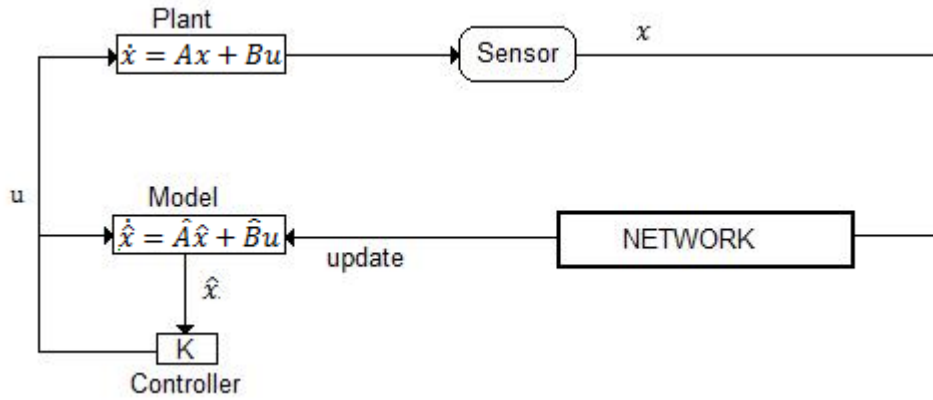 Plant
ẋ = Ax + Bu
Sensor
x
u
Model
x̂̇ = Âx̂ + B̂u
NETWORK
update
x̂
K
Controller